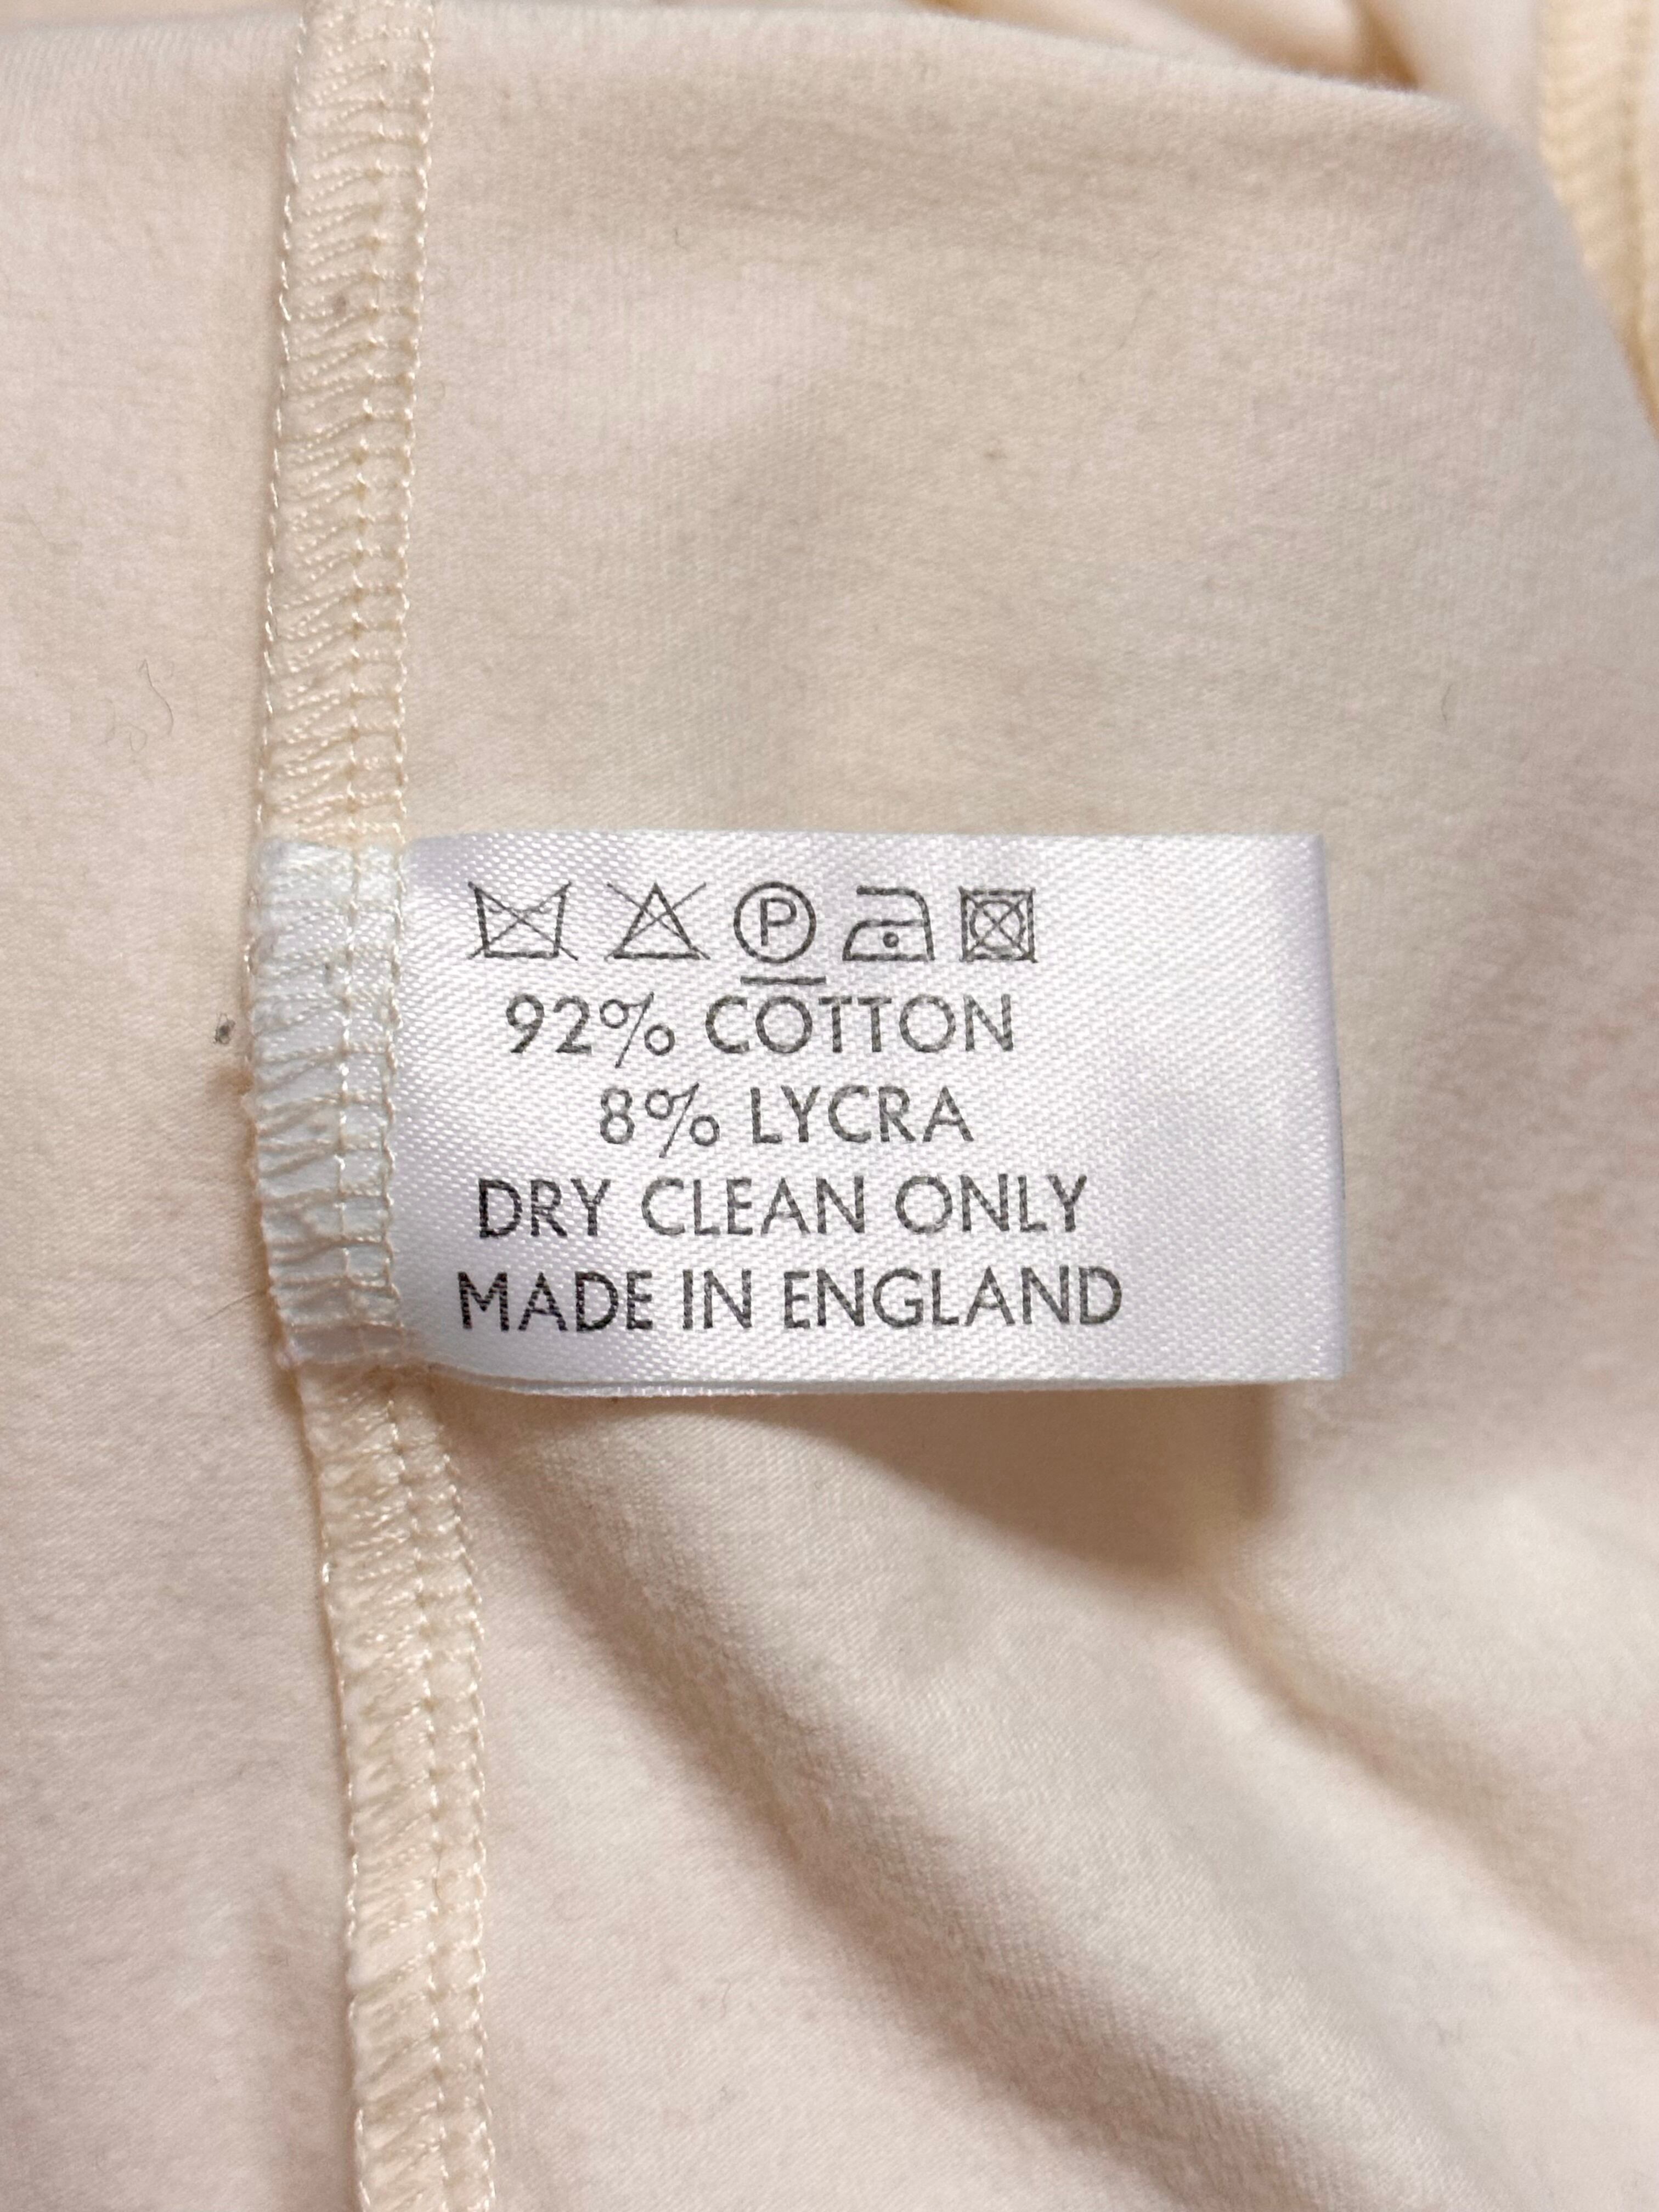 P
92% COTTON
8% LYCRA
DRY CLEAN ONLY
MADE IN ENGLAND